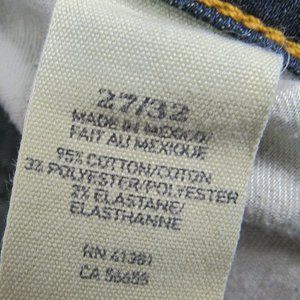 27/32
MADE IN MEXICO/
FAIT AU MEXIQUE
95% COTTON/COTON
3% POLYESTER/POLYESTER
2% ELASTANE/
ELASTHANNE
RN 41381
CA 56655